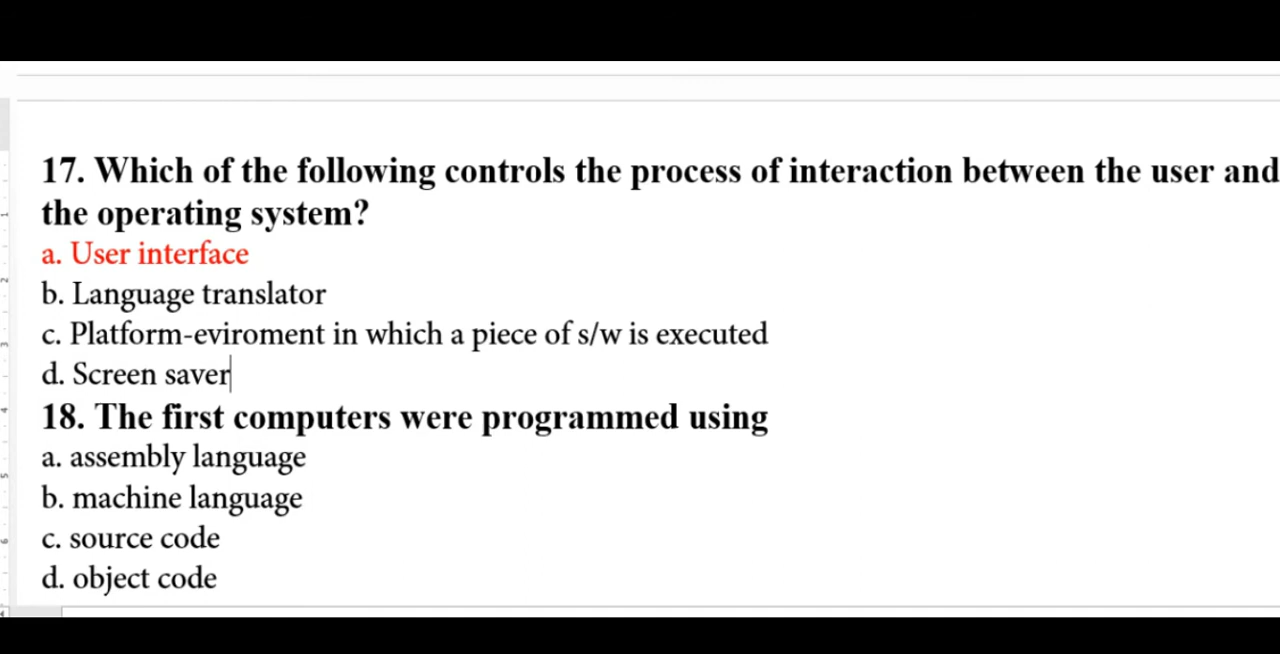 17. Which of the following controls the process of interaction between the user and
the operating system?
a. User interface
b. Language translator
c. Platform-eviroment in which a piece of s/w is executed
d. Screen saver
18. The first computers were programmed using
a. assembly language
b. machine language
c. source code
d. object code